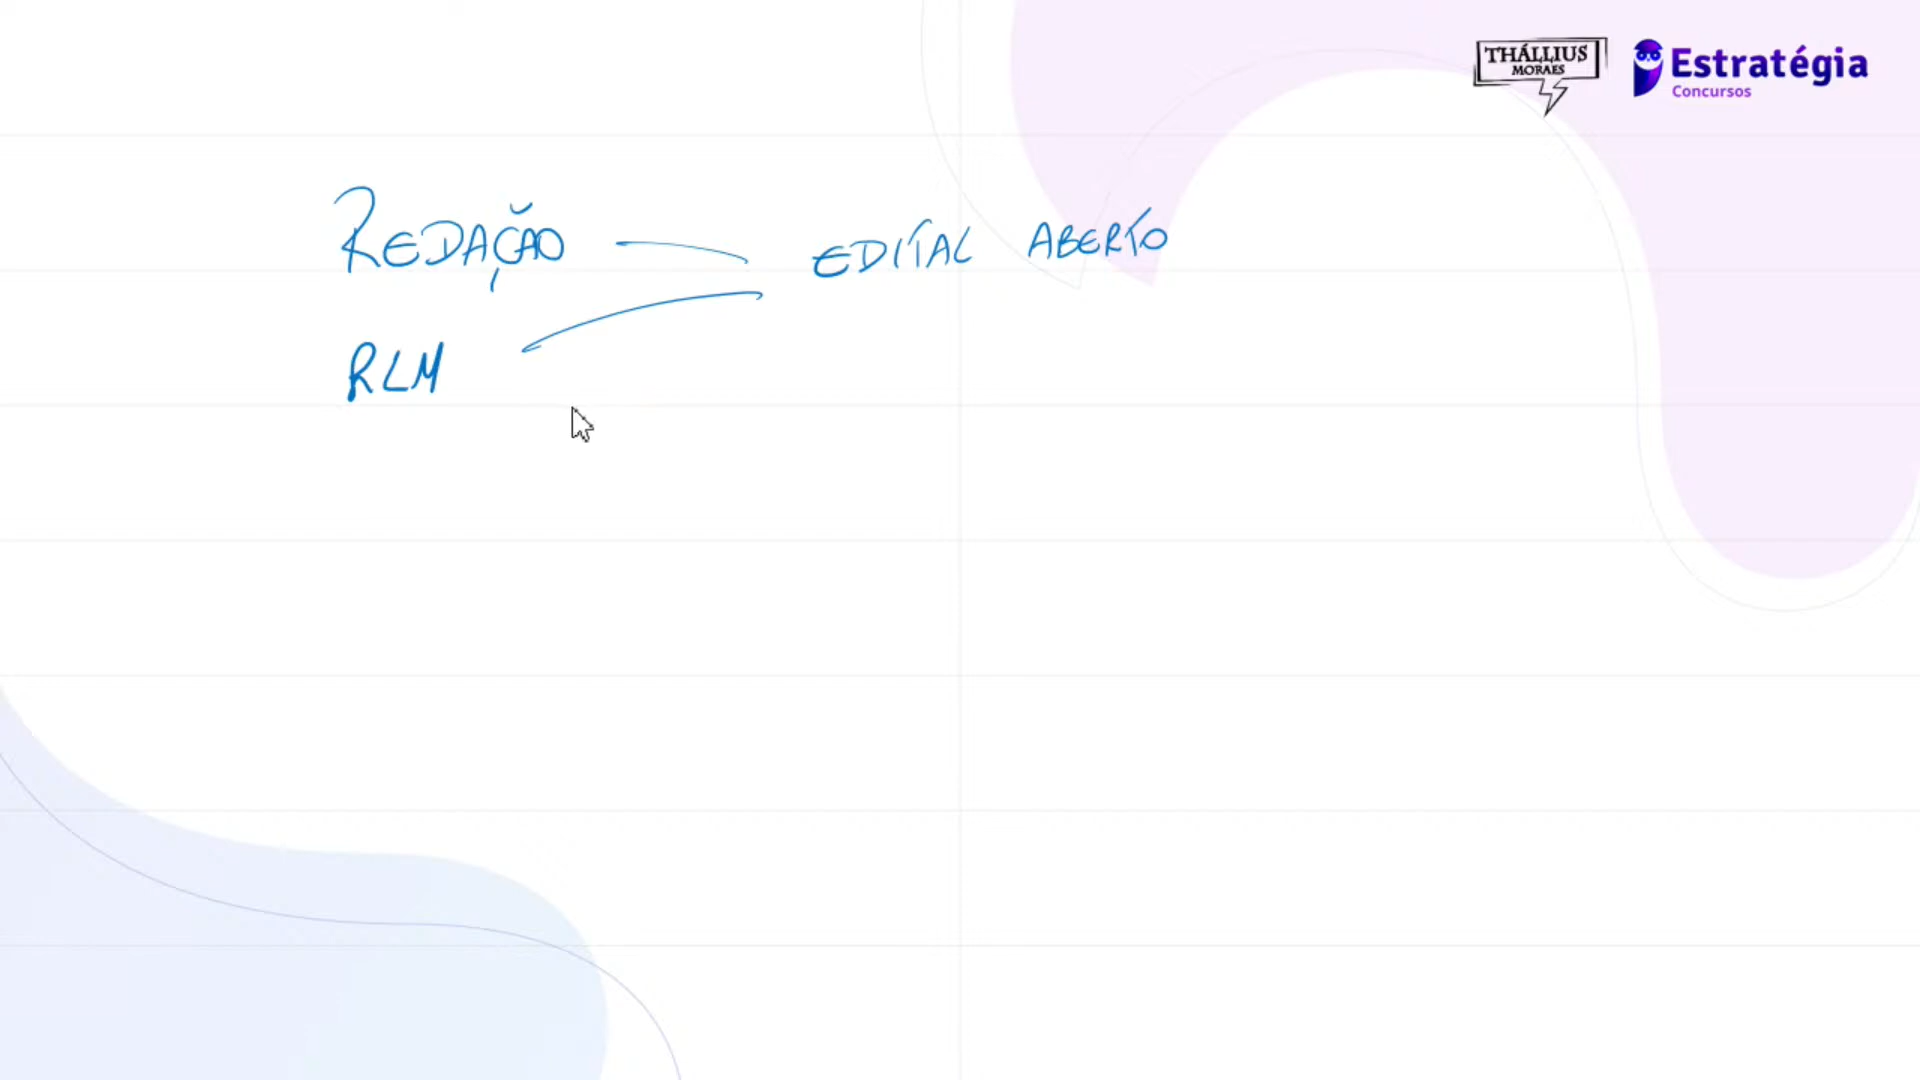 THÁLLIUS
MORAES
Estratégia
Concursos
REDAÇÃO EDITAL ABERTO
RLM